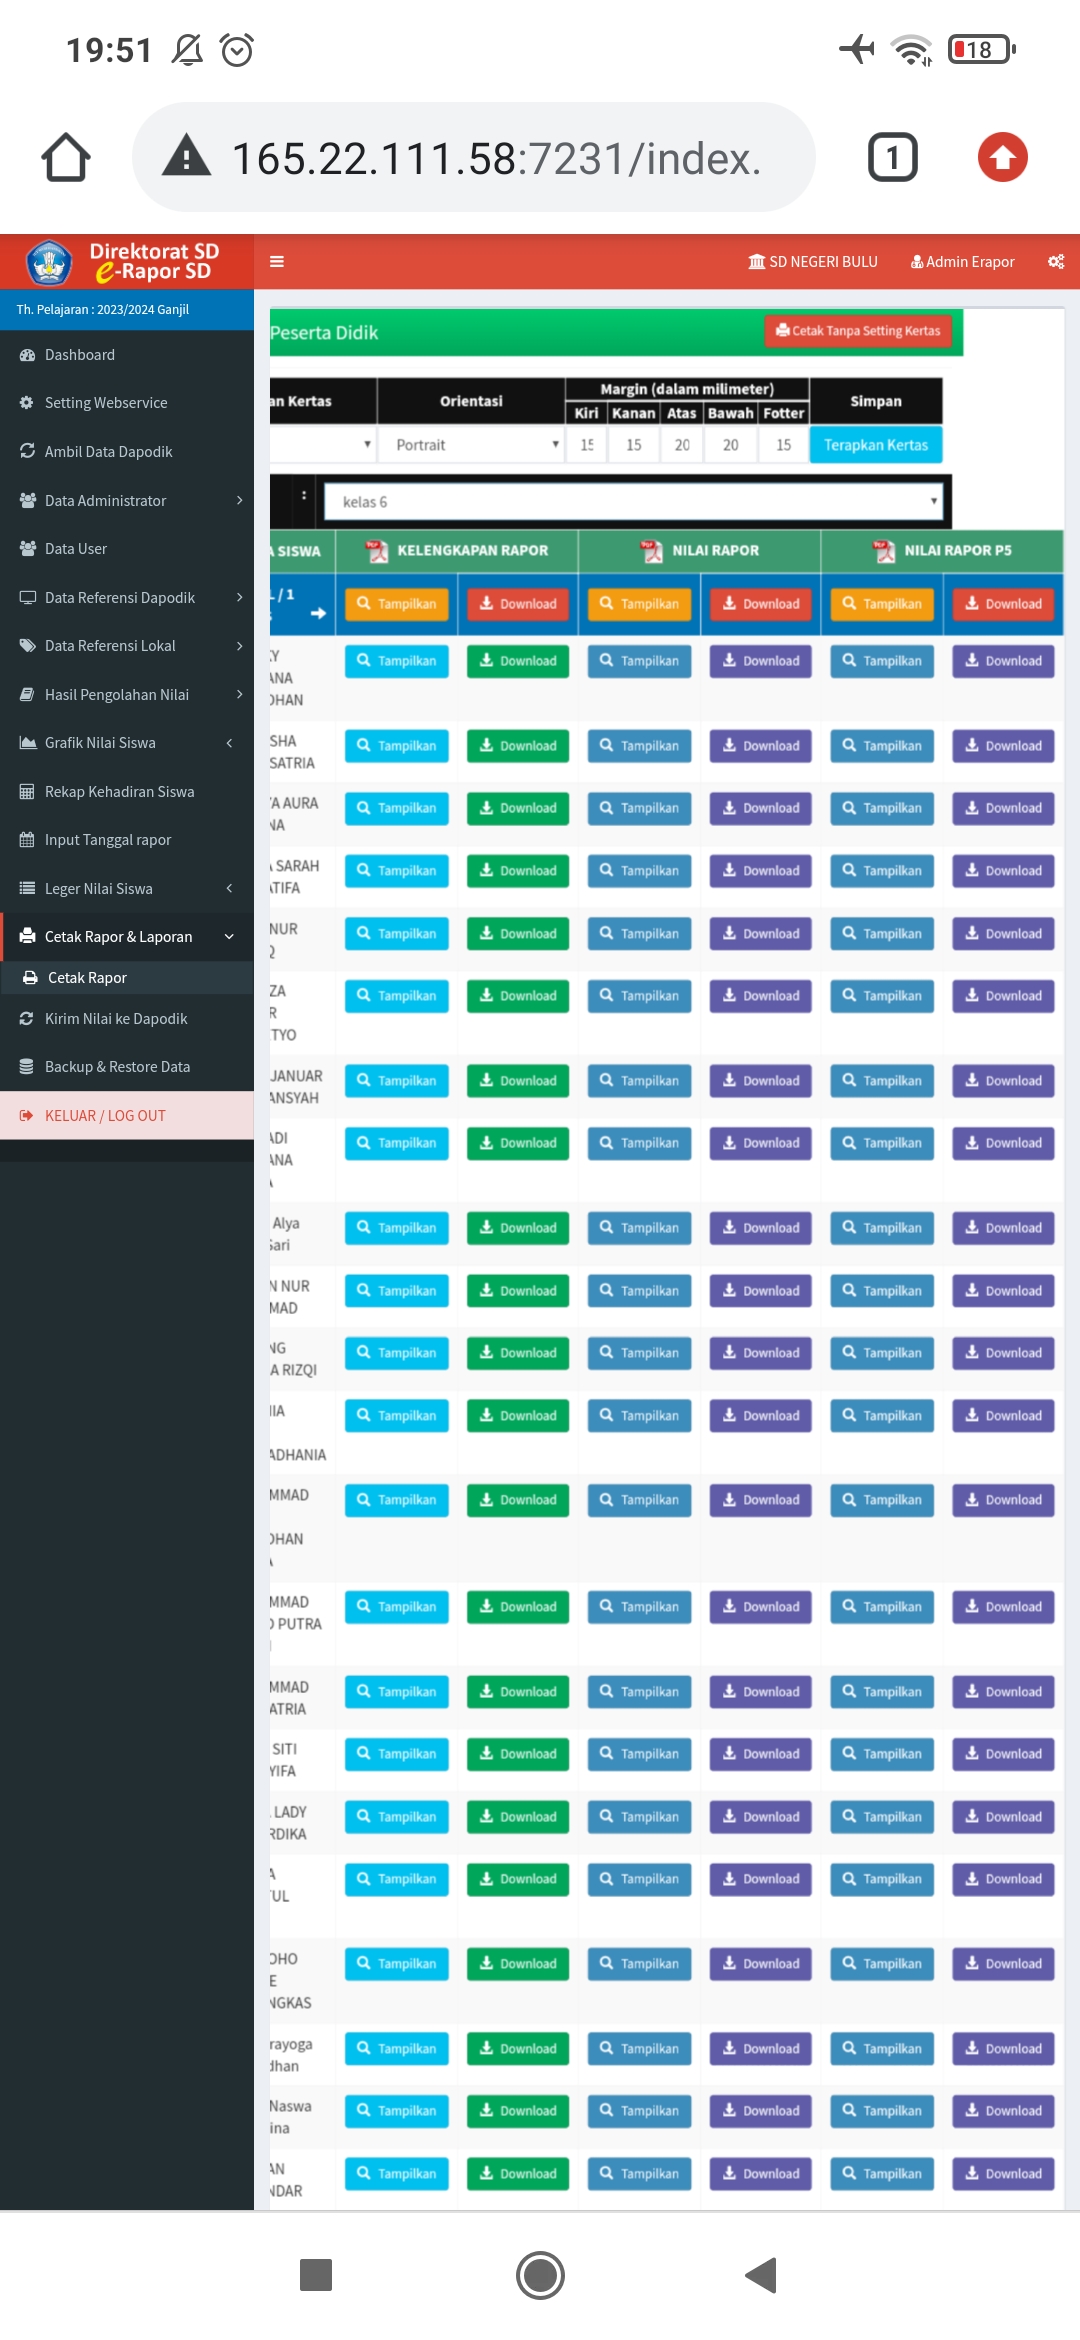 19:51
18
165.22.111.58:7231/index.
1
Direktorat SD
e-Rapor SD
SD NEGERI BULU
Admin Erapor
Th. Pelajaran : 2023/2024 Ganjil
Dashboard
Setting Webservice
Ambil Data Dapodik
Data Administrator
Data User
Data Referensi Dapodik
Data Referensi Lokal
Hasil Pengolahan Nilai
Grafik Nilai Siswa
Rekap Kehadiran Siswa
Input Tanggal rapor
Leger Nilai Siswa
Cetak Rapor & Laporan
Cetak Rapor
Kirim Nilai ke Dapodik
Backup & Restore Data
KELUAR / LOG OUT
Peserta Didik
Cetak Tanpa Setting Kertas
an Kertas Orientasi Margin (dalam milimeter) Simpan
Kiri Kanan Atas Bawah Fotter
Portrait 15 15 20 20 15 Terapkan Kertas
: kelas 6
A SISWA KELENGKAPAN RAPOR NILAI RAPOR NILAI RAPOR P5
L / 1
Tampilkan Download Tampilkan Download Tampilkan Download
KY Tampilkan Download Tampilkan Download Tampilkan Download
ANA
DHAN
SHA Tampilkan Download Tampilkan Download Tampilkan Download
SATRIA
TA AURA Tampilkan Download Tampilkan Download Tampilkan Download
NA
A SARAH Tampilkan Download Tampilkan Download Tampilkan Download
ATIFA
NUR Tampilkan Download Tampilkan Download Tampilkan Download
Q
ZA Tampilkan Download Tampilkan Download Tampilkan Download
R
TYO
JANUAR Tampilkan Download Tampilkan Download Tampilkan Download
ANSYAH
ADI Tampilkan Download Tampilkan Download Tampilkan Download
ANA
A
Alya Tampilkan Download Tampilkan Download Tampilkan Download
Sari
N NUR Tampilkan Download Tampilkan Download Tampilkan Download
MAD
NG Tampilkan Download Tampilkan Download Tampilkan Download
A RIZQI
IIA Tampilkan Download Tampilkan Download Tampilkan Download
ADHANIA
MMAD Tampilkan Download Tampilkan Download Tampilkan Download
DHAN
A
MMAD Tampilkan Download Tampilkan Download Tampilkan Download
D PUTRA
MMAD Tampilkan Download Tampilkan Download Tampilkan Download
ATRIA
SITI Tampilkan Download Tampilkan Download Tampilkan Download
YIFA
LADY Tampilkan Download Tampilkan Download Tampilkan Download
RDIKA
A Tampilkan Download Tampilkan Download Tampilkan Download
TUL
OHO Tampilkan Download Tampilkan Download Tampilkan Download
E
NGKAS
rayoga Tampilkan Download Tampilkan Download Tampilkan Download
dhan
Naswa Tampilkan Download Tampilkan Download Tampilkan Download
ina
AN Tampilkan Download Tampilkan Download Tampilkan Download
NDAR